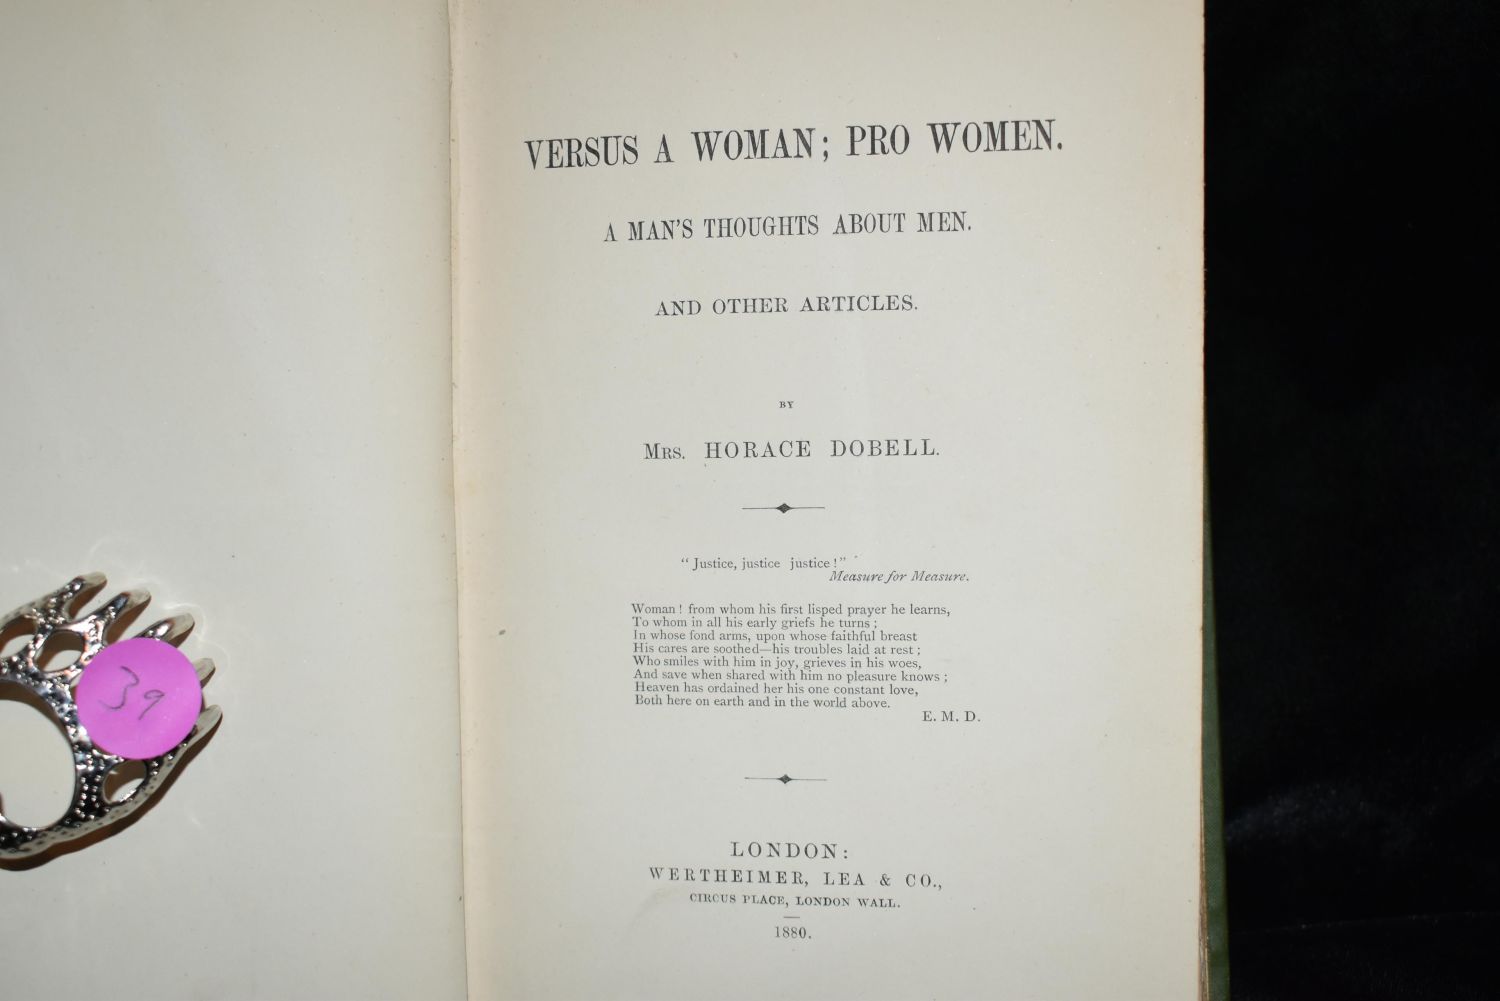 VERSUS A WOMAN; PRO WOMEN.
A MAN'S THOUGHTS ABOUT MEN.
AND OTHER ARTICLES.
BY
MRS. HORACE DOBELL.
"Justice, justice justice!"
Measure for Measure.
Woman! from whom his first lisped prayer he learns,
To whom in all his early griefs he turns;
In whose fond arms, upon whose faithful breast
His cares are soothed—his troubles laid at rest;
Who smiles with him in joy, grieves in his woes,
And save when shared with him no pleasure knows;
Heaven has ordained her his one constant love,
Both here on earth and in the world above.
E. M. D.
LONDON:
WERTHEIMER, LEA & CO.,
CIRCUS PLACE, LONDON WALL.
1880.
39